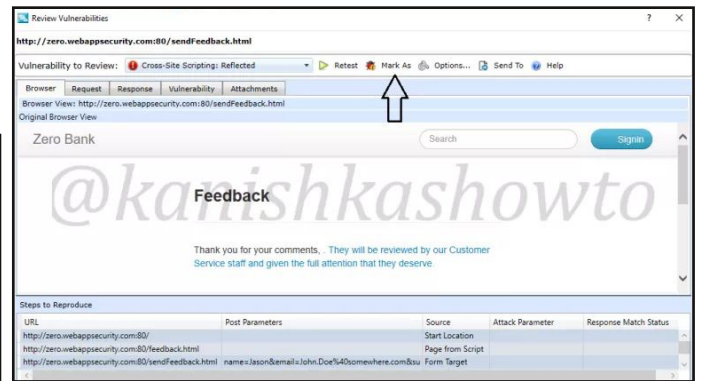 Review Vulnerabilities ? ×
http://zero.webappsecurity.com:80/sendFeedback.html
Vulnerability to Review: Cross-Site Scripting: Reflected Retest Mark As Options... Send To Help
Browser Request Response Vulnerability Attachments
Browser View: http://zero.webappsecurity.com:80/sendFeedback.html
Original Browser View
Zero Bank Search Signin
@kanishkashowto
Feedback
Thank you for your comments, . They will be reviewed by our Customer
Service staff and given the full attention that they deserve.
Steps to Reproduce
URL Post Parameters Source Attack Parameter Response Match Status
http://zero.webappsecurity.com:80/ Start Location
http://zero.webappsecurity.com:80/feedback.html Page from Script
http://zero.webappsecurity.com:80/sendFeedback.html name=Jason&email=John.Doe%40somewhere.com&su Form Target